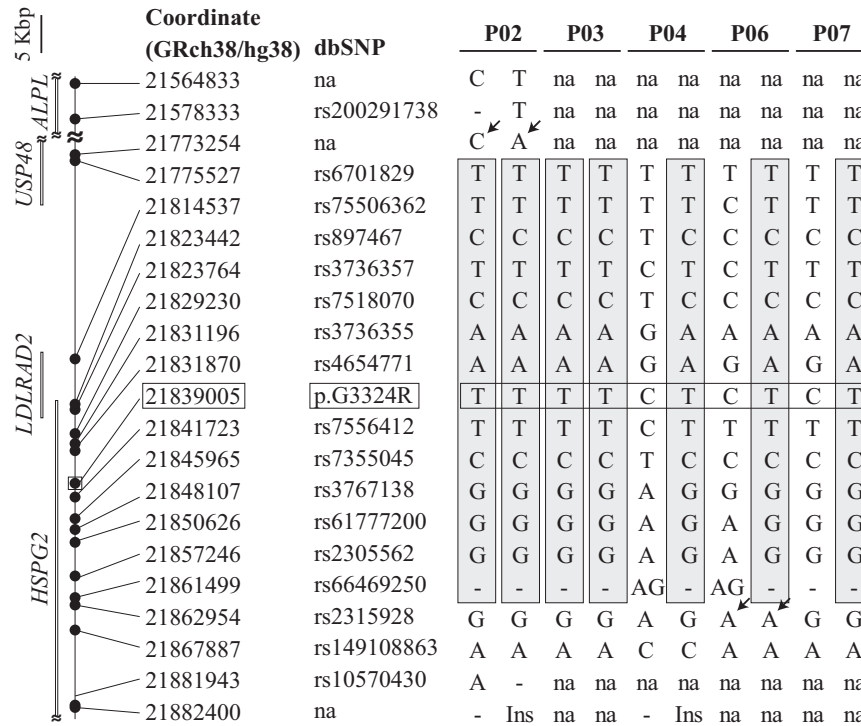 5 Kbp
Coordinate (GRch38/hg38) dbSNP P02 P03 P04 P06 P07
ALPL
USP48
LDLRAD2
HSPG2
21564833 na C T na na na na na na na na
21578333 rs200291738 - T na na na na na na na na
21773254 na C A na na na na na na na na
21775527 rs6701829 T T T T T T T T T T
21814537 rs75506362 T T T T T T C T T T
21823442 rs897467 C C C C T C C C C C
21823764 rs3736357 T T T T C T C T T T
21829230 rs7518070 C C C C T C C C C C
21831196 rs3736355 A A A A G A A A A A
21831870 rs4654771 A A A A G A G A G A
21839005 p.G3324R T T T T C T C T C T
21841723 rs7556412 T T T T C T T T T T
21845965 rs7355045 C C C C T C C C C C
21848107 rs3767138 G G G G A G G G G G
21850626 rs61777200 G G G G A G A G G G
21857246 rs2305562 G G G G A G A G G G
21861499 rs66469250 - - - - AG - AG - - -
21862954 rs2315928 G G G G A G A A G G
21867887 rs149108863 A A A A C C A A A A
21881943 rs10570430 A - na na na na na na na na
21882400 na - Ins na na - Ins na na na na